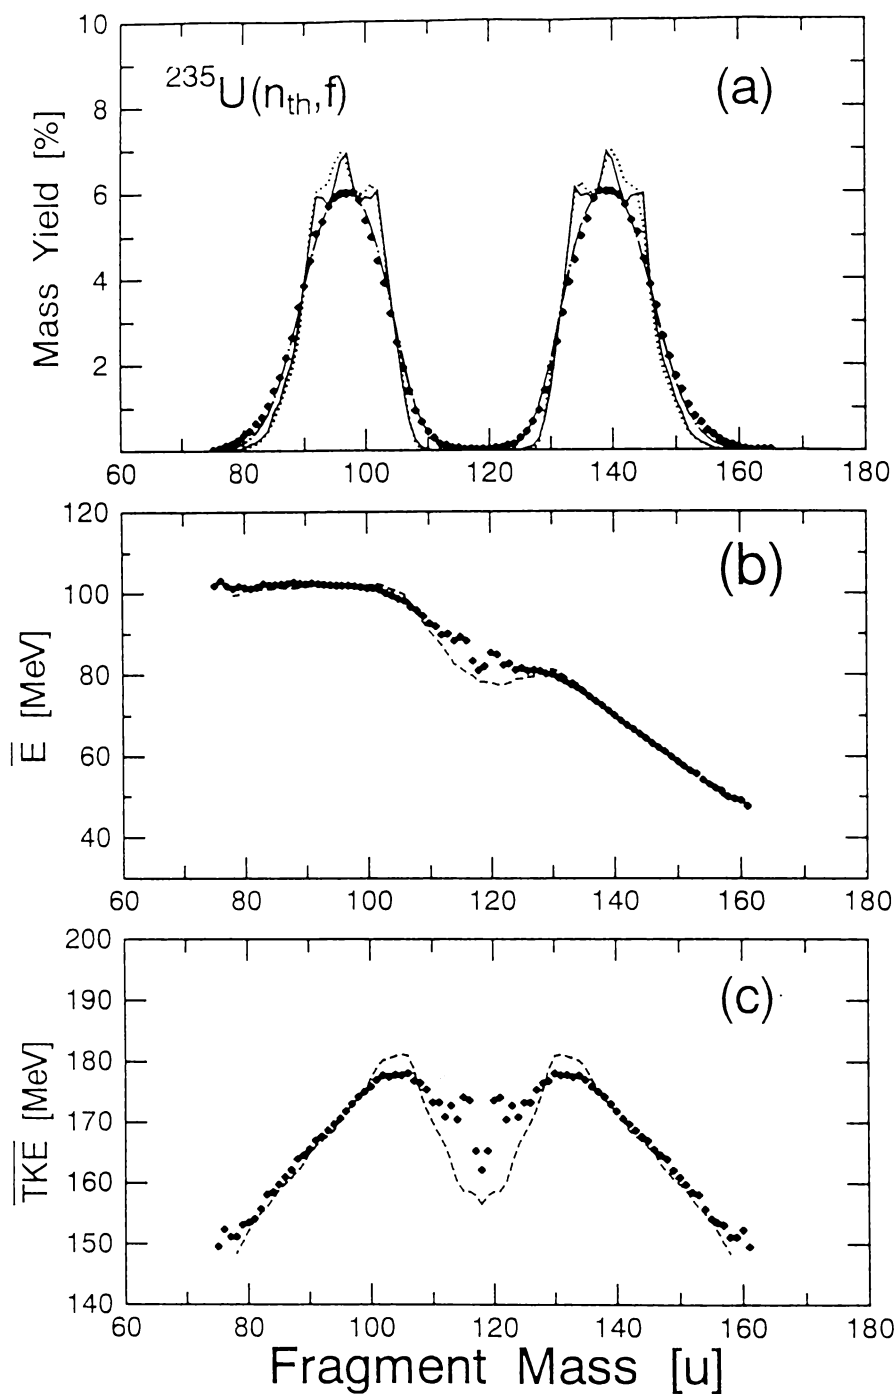 10
8
6
4
2
Mass Yield [%]
²³⁵U(nₜₕ,f)
(a)
60 80 100 120 140 160 180
120
100
80
60
40
E̅ [MeV]
(b)
60 80 100 120 140 160 180
200
190
180
170
160
150
140
T̅K̅E̅ [MeV]
(c)
60 80 100 120 140 160 180
Fragment Mass [u]